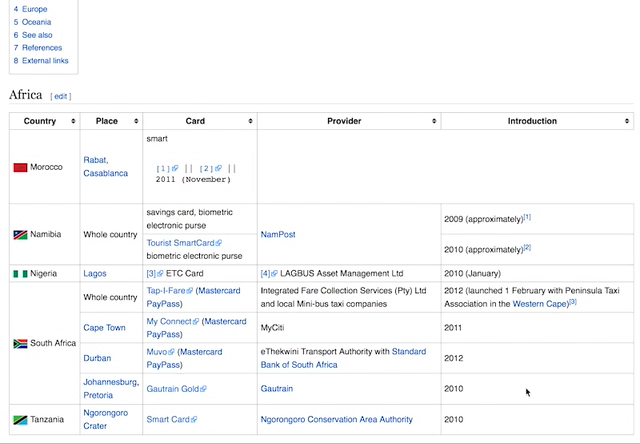 4 Europe
5 Oceania
6 See also
7 References
8 External links
Africa [ edit ]
Country Place Card Provider Introduction
Morocco
Rabat,
Casablanca
smart
[1] || [2] ||
2011 (November)
Namibia
Whole country
savings card, biometric
electronic purse
NamPost
2009 (approximately)[1]
Tourist SmartCard
biometric electronic purse
2010 (approximately)[2]
Nigeria Lagos [3] ETC Card [4] LAGBUS Asset Management Ltd 2010 (January)
South Africa
Whole country
Tap-I-Fare (Mastercard
PayPass)
Integrated Fare Collection Services (Pty) Ltd
and local Mini-bus taxi companies
2012 (launched 1 February with Peninsula Taxi
Association in the Western Cape)[3]
Cape Town
My Connect (Mastercard
PayPass)
MyCiti
2011
Durban
Muvo (Mastercard
PayPass)
eThekwini Transport Authority with Standard
Bank of South Africa
2012
Johannesburg,
Pretoria
Gautrain Gold
Gautrain
2010
Tanzania
Ngorongoro
Crater
Smart Card
Ngorongoro Conservation Area Authority
2010